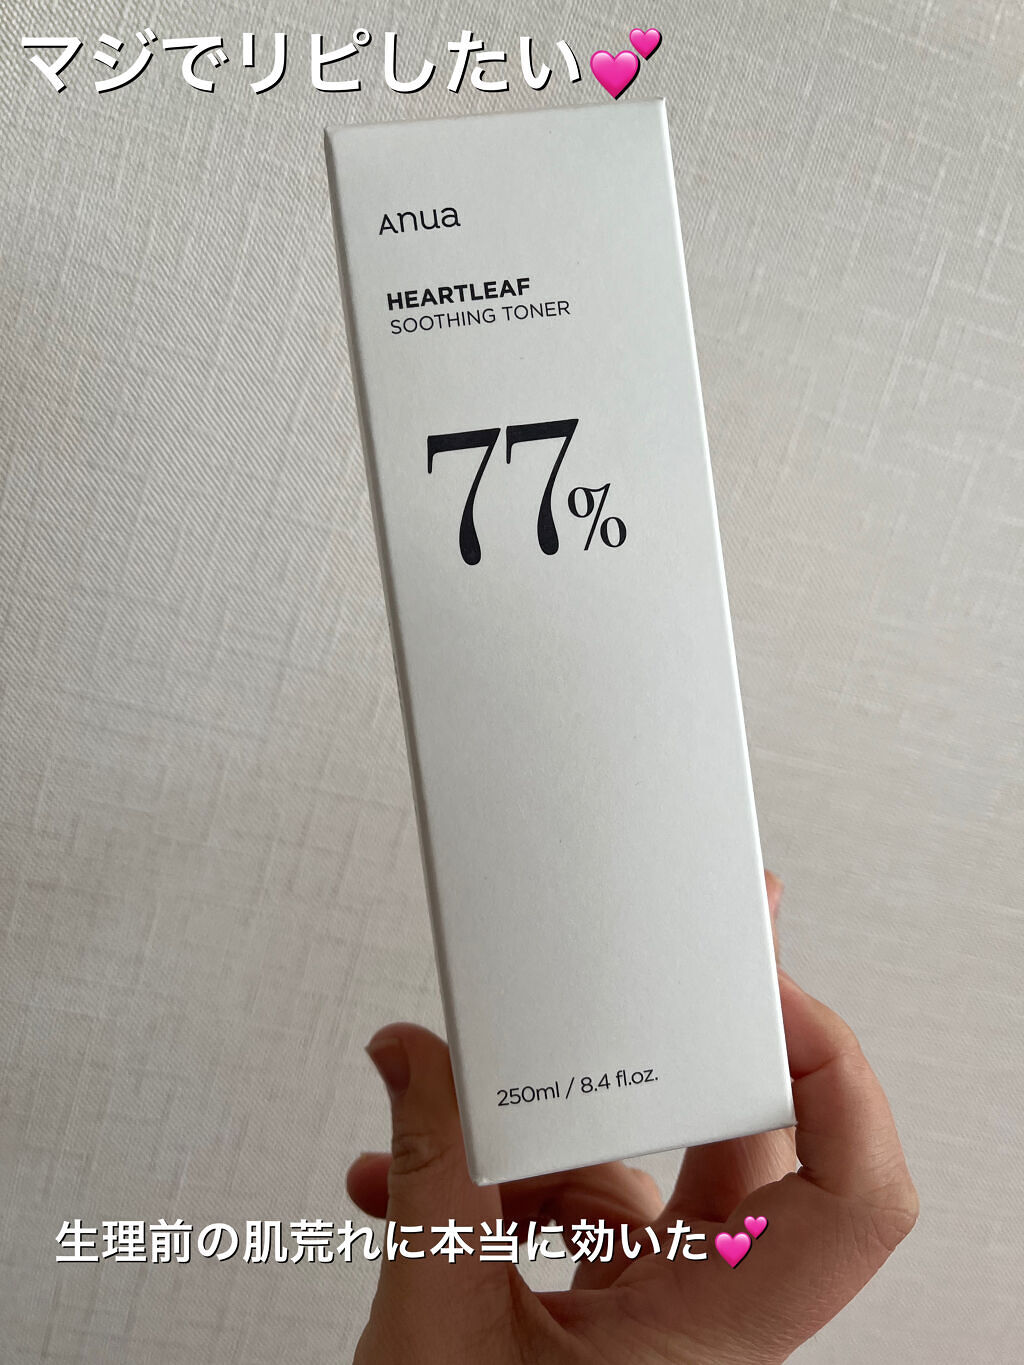 マジでリピしたい💕
Anua
HEARTLEAF
SOOTHING TONER
77%
250ml / 8.4 fl.oz.
生理前の肌荒れに本当に効いた💕